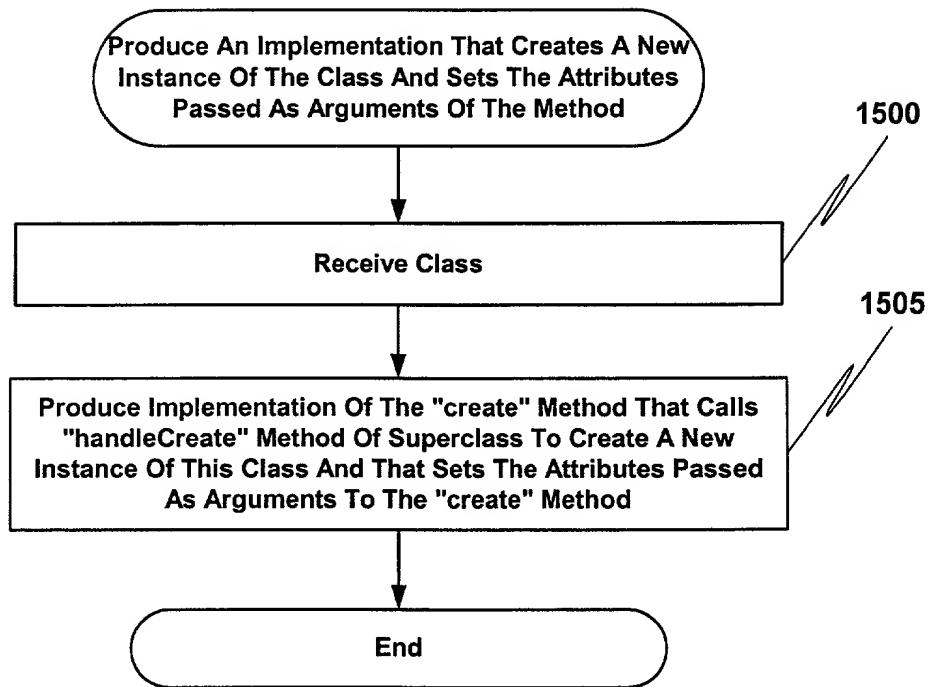 Produce An Implementation That Creates A New
Instance Of The Class And Sets The Attributes
Passed As Arguments Of The Method
1500
Receive Class
1505
Produce Implementation Of The "create" Method That Calls
"handleCreate" Method Of Superclass To Create A New
Instance Of This Class And That Sets The Attributes Passed
As Arguments To The "create" Method
End